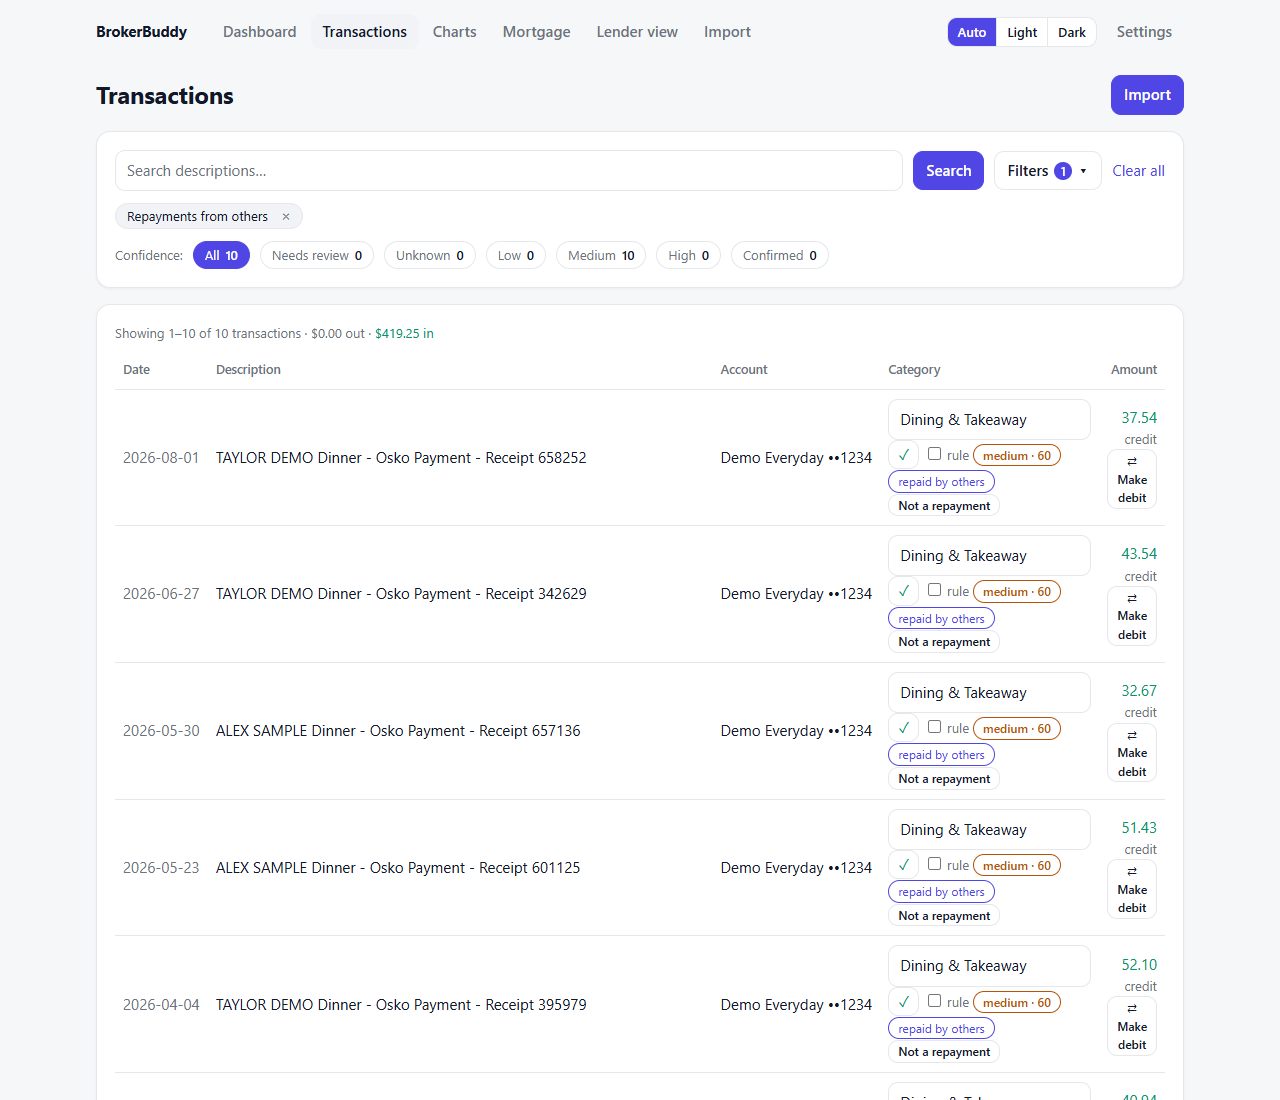 BrokerBuddy Dashboard Transactions Charts Mortgage Lender view Import Auto Light Dark Settings
Transactions Import
Search descriptions... Search Filters 1 ▾ Clear all
Repayments from others ×
Confidence: All 10 Needs review 0 Unknown 0 Low 0 Medium 10 High 0 Confirmed 0
Showing 1–10 of 10 transactions · $0.00 out · $419.25 in
Date Description Account Category Amount
2026-08-01 TAYLOR DEMO Dinner - Osko Payment - Receipt 658252 Demo Everyday ••1234 Dining & Takeaway 37.54
credit
✓ rule medium · 60 ⇄
Make
debit
repaid by others
Not a repayment
2026-06-27 TAYLOR DEMO Dinner - Osko Payment - Receipt 342629 Demo Everyday ••1234 Dining & Takeaway 43.54
credit
✓ rule medium · 60 ⇄
Make
debit
repaid by others
Not a repayment
2026-05-30 ALEX SAMPLE Dinner - Osko Payment - Receipt 657136 Demo Everyday ••1234 Dining & Takeaway 32.67
credit
✓ rule medium · 60 ⇄
Make
debit
repaid by others
Not a repayment
2026-05-23 ALEX SAMPLE Dinner - Osko Payment - Receipt 601125 Demo Everyday ••1234 Dining & Takeaway 51.43
credit
✓ rule medium · 60 ⇄
Make
debit
repaid by others
Not a repayment
2026-04-04 TAYLOR DEMO Dinner - Osko Payment - Receipt 395979 Demo Everyday ••1234 Dining & Takeaway 52.10
credit
✓ rule medium · 60 ⇄
Make
debit
repaid by others
Not a repayment